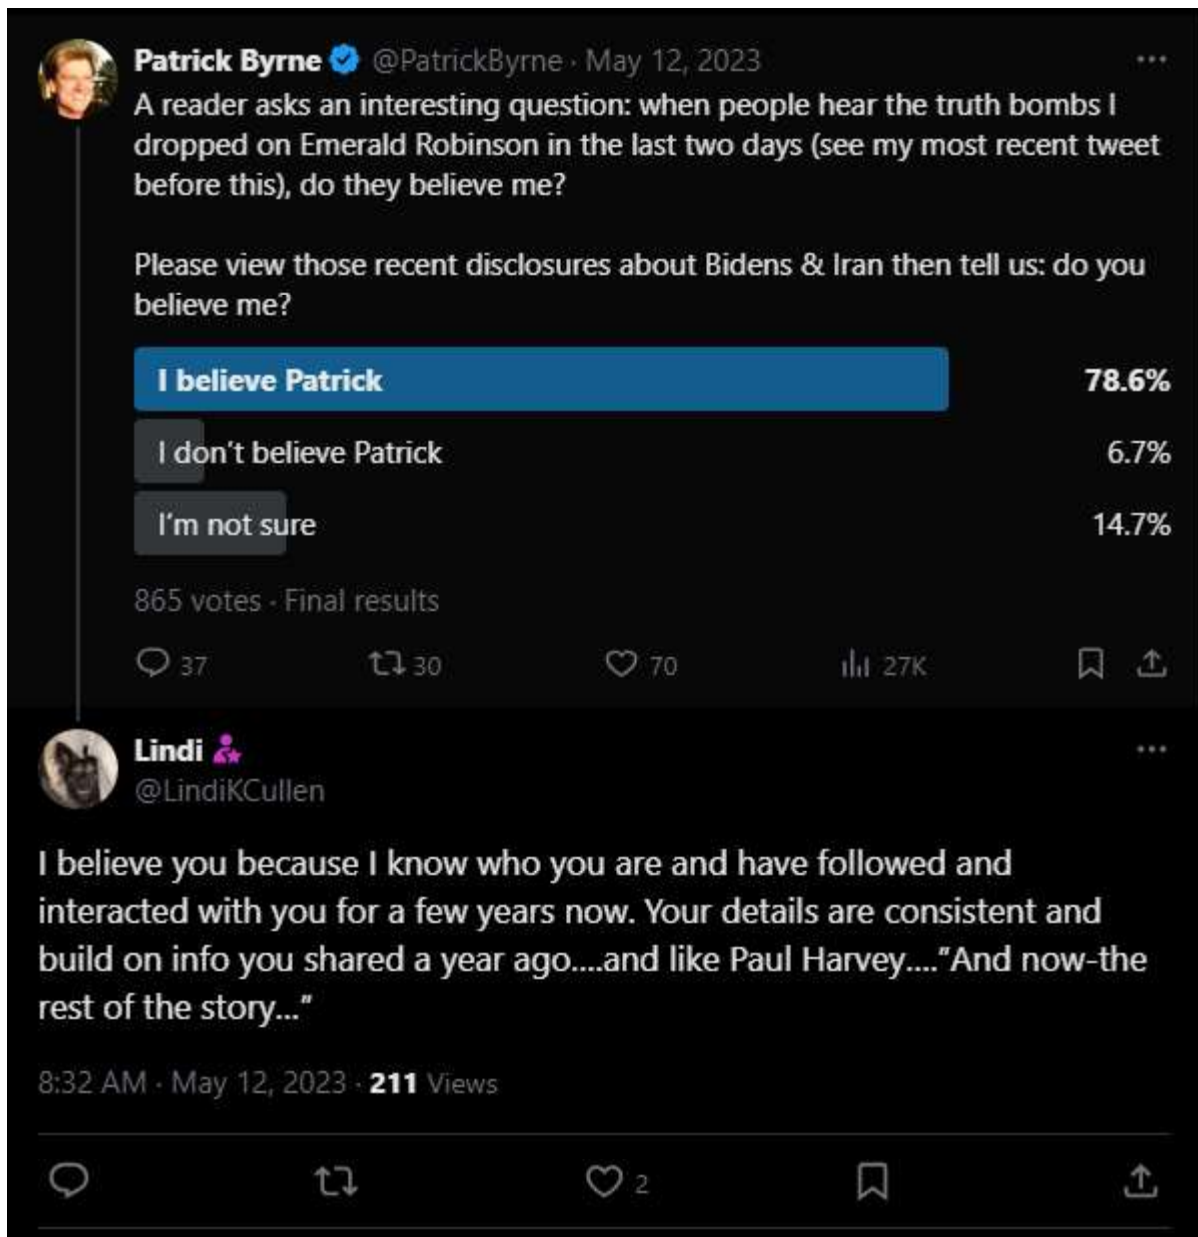 Patrick Byrne @PatrickByrne · May 12, 2023
A reader asks an interesting question: when people hear the truth bombs I
dropped on Emerald Robinson in the last two days (see my most recent tweet
before this), do they believe me?
Please view those recent disclosures about Bidens & Iran then tell us: do you
believe me?
I believe Patrick 78.6%
I don't believe Patrick 6.7%
I'm not sure 14.7%
865 votes · Final results
37 30 70 27K
Lindi
@LindiKCullen
I believe you because I know who you are and have followed and
interacted with you for a few years now. Your details are consistent and
build on info you shared a year ago....and like Paul Harvey...."And now-the
rest of the story..."
8:32 AM · May 12, 2023 · 211 Views
2